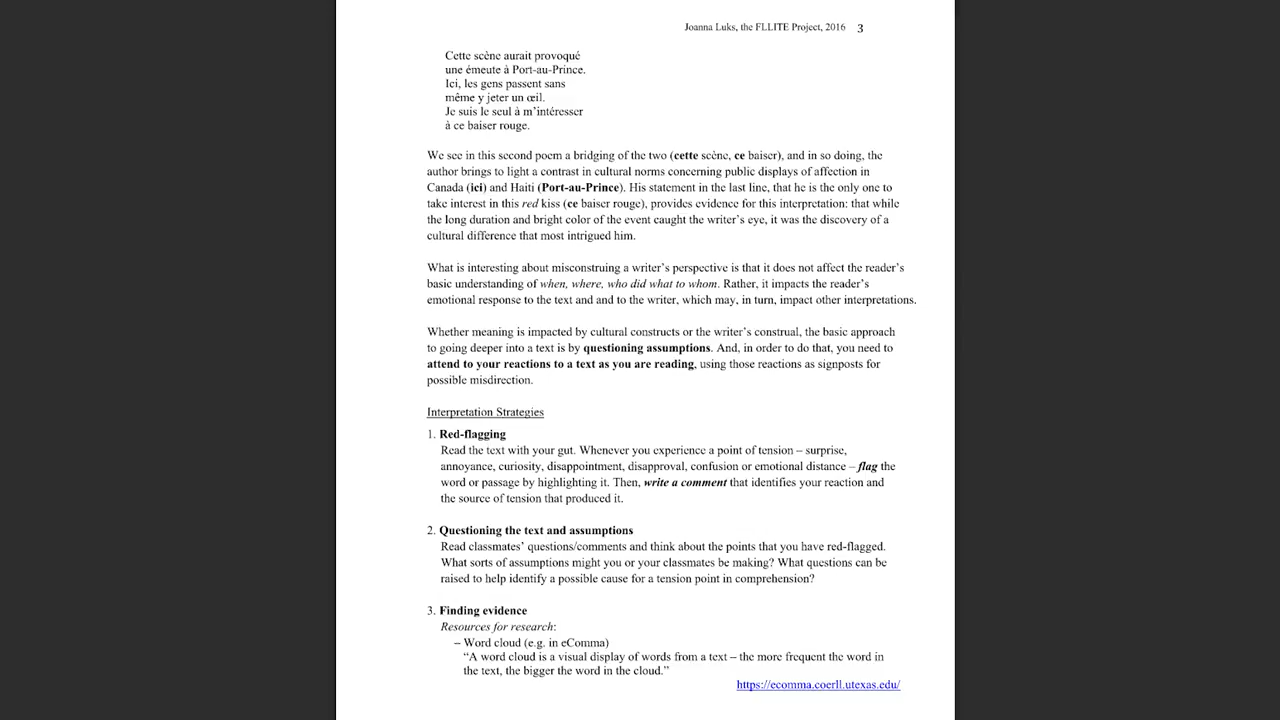 Joanna Luks, the FLLITE Project, 2016 3
Cette scène aurait provoqué
une émeute à Port-au-Prince.
Ici, les gens passent sans
même y jeter un œil.
Je suis le seul à m'intéresser
à ce baiser rouge.
We see in this second poem a bridging of the two (cette scène, ce baiser), and in so doing, the
author brings to light a contrast in cultural norms concerning public displays of affection in
Canada (ici) and Haiti (Port-au-Prince). His statement in the last line, that he is the only one to
take interest in this red kiss (ce baiser rouge), provides evidence for this interpretation: that while
the long duration and bright color of the event caught the writer's eye, it was the discovery of a
cultural difference that most intrigued him.
What is interesting about misconstruing a writer's perspective is that it does not affect the reader's
basic understanding of when, where, who did what to whom. Rather, it impacts the reader's
emotional response to the text and and to the writer, which may, in turn, impact other interpretations.
Whether meaning is impacted by cultural constructs or the writer's construal, the basic approach
to going deeper into a text is by questioning assumptions. And, in order to do that, you need to
attend to your reactions to a text as you are reading, using those reactions as signposts for
possible misdirection.
Interpretation Strategies
1. Red-flagging
Read the text with your gut. Whenever you experience a point of tension – surprise,
annoyance, curiosity, disappointment, disapproval, confusion or emotional distance – flag the
word or passage by highlighting it. Then, write a comment that identifies your reaction and
the source of tension that produced it.
2. Questioning the text and assumptions
Read classmates' questions/comments and think about the points that you have red-flagged.
What sorts of assumptions might you or your classmates be making? What questions can be
raised to help identify a possible cause for a tension point in comprehension?
3. Finding evidence
Resources for research:
– Word cloud (e.g. in eComma)
"A word cloud is a visual display of words from a text – the more frequent the word in
the text, the bigger the word in the cloud."
https://ecomma.coerll.utexas.edu/